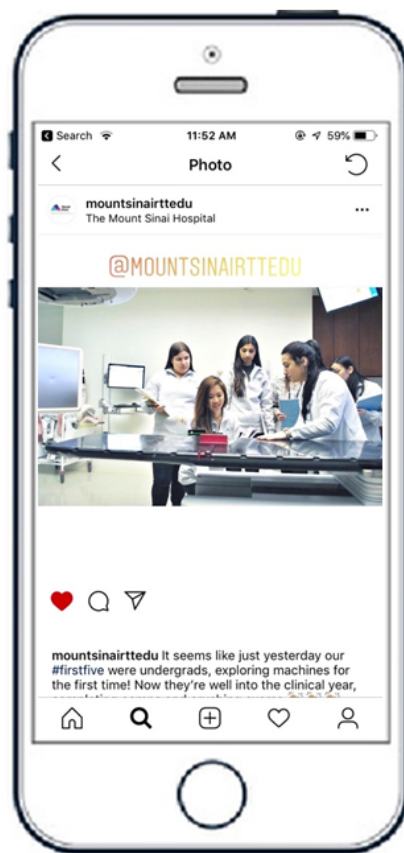 Search
11:52 AM
59%
Photo
mountsinairttedu
The Mount Sinai Hospital
@MOUNTSINAIRTTEDU
mountsinairttedu It seems like just yesterday our
#firstfive were undergrads, exploring machines for
the first time! Now they're well into the clinical year,